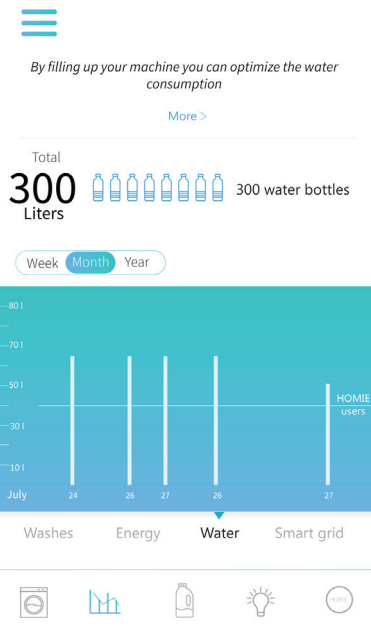 By filling up your machine you can optimize the water
consumption
More >
Total
300
Liters
300 water bottles
Week Month Year
80 l
70 l
50 l
30 l
10 l
HOMIE
users
July 24 26 27 26 27
Washes Energy Water Smart grid
HOMIE